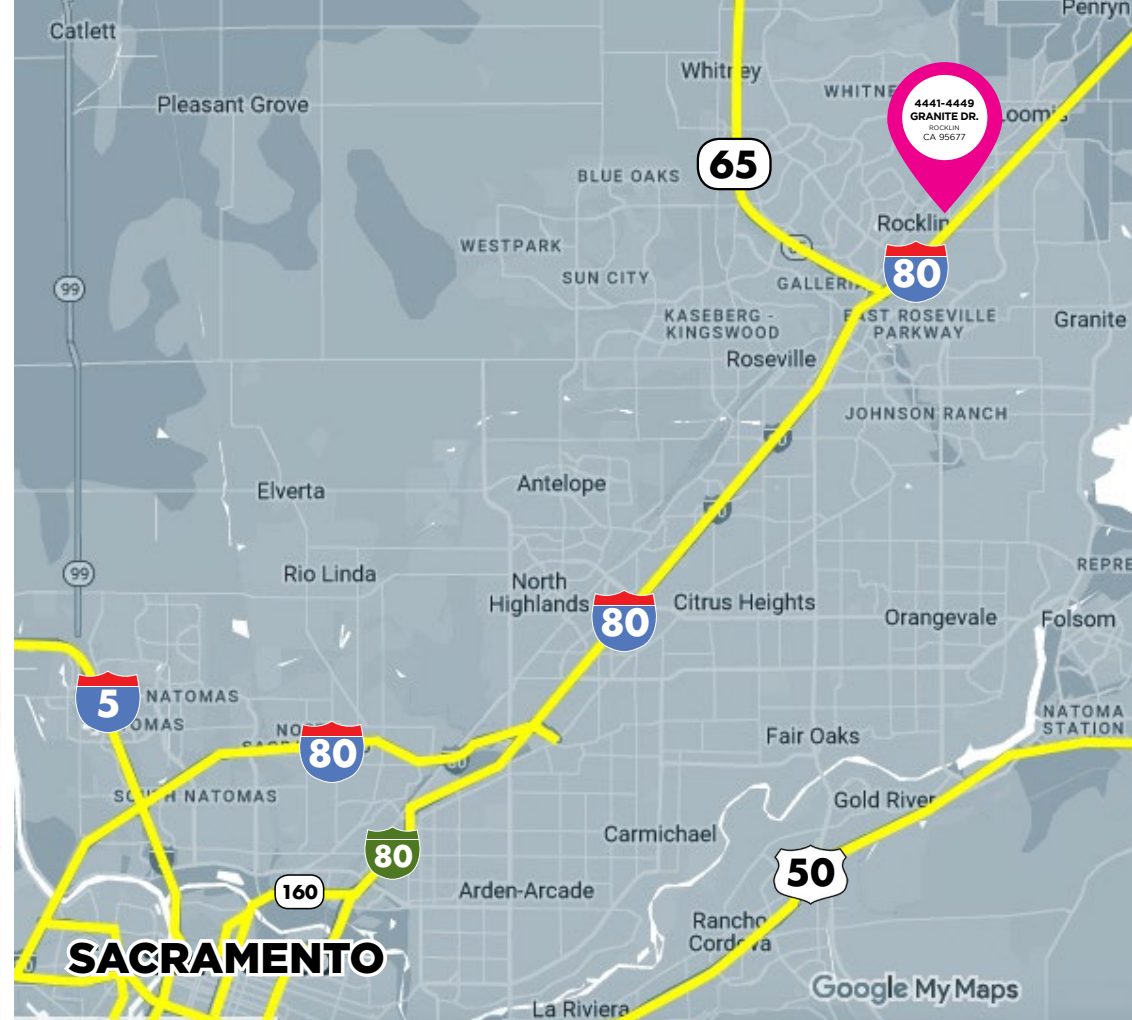 Catlett
Penryn
Whitney
WHITNE
4441-4449
GRANITE DR.
ROCKLIN
CA 95677
Loomis
Pleasant Grove
65
BLUE OAKS
Rocklin
WESTPARK
SUN CITY
80
99
GALLERIA
KASEBERG -
KINGSWOOD
EAST ROSEVILLE
PARKWAY
Granite
Roseville
JOHNSON RANCH
Elverta
Antelope
99
Rio Linda
North
Highlands
80
Citrus Heights
REPRE
Orangevale
Folsom
5
NATOMAS
OMAS
80
NATOMA
STATION
Fair Oaks
SOUTH NATOMAS
Gold River
Carmichael
80
50
160
Arden-Arcade
Rancho
Cordova
SACRAMENTO
Google My Maps
La Riviera